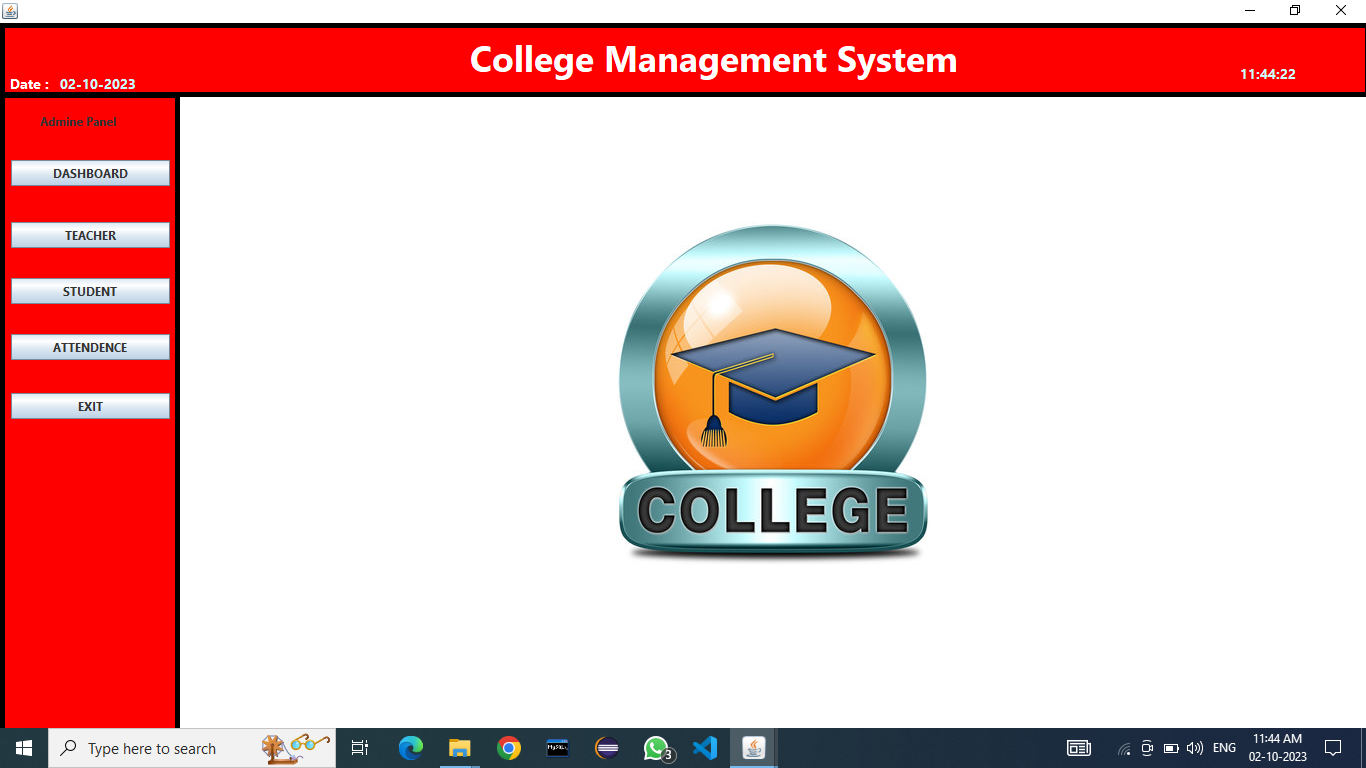 College Management System
Date : 02-10-2023
11:44:22
Admine Panel
DASHBOARD
TEACHER
STUDENT
ATTENDENCE
EXIT
COLLEGE
Type here to search
MySQL
3
ENG
11:44 AM
02-10-2023